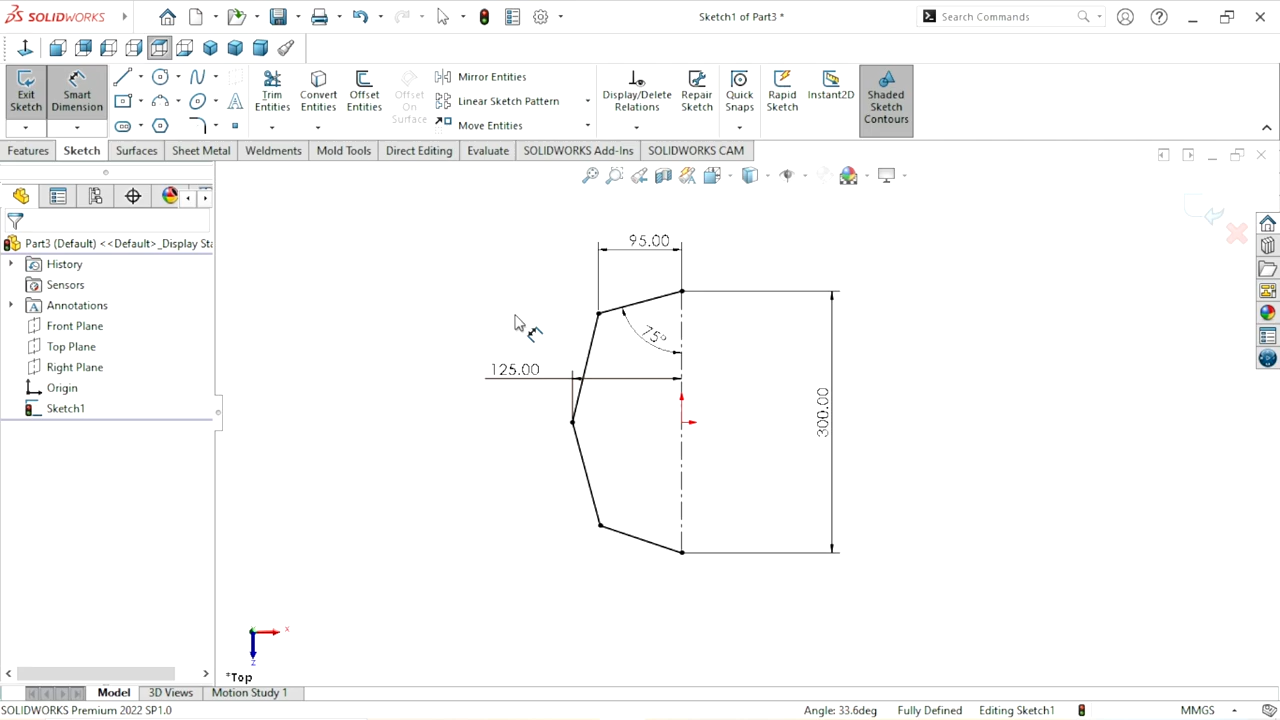 SOLIDWORKS
Sketch1 of Part3 *
Search Commands
Exit Sketch
Smart Dimension
Trim Entities
Convert Entities
Offset Entities
Offset On Surface
Mirror Entities
Linear Sketch Pattern
Move Entities
Display/Delete Relations
Repair Sketch
Quick Snaps
Rapid Sketch
Instant2D
Shaded Sketch Contours
Features
Sketch
Surfaces
Sheet Metal
Weldments
Mold Tools
Direct Editing
Evaluate
SOLIDWORKS Add-Ins
SOLIDWORKS CAM
Part3 (Default) <<Default>_Display Sta
History
Sensors
Annotations
Front Plane
Top Plane
Right Plane
Origin
Sketch1
95.00
75°
125.00
300.00
x
z
*Top
Model
3D Views
Motion Study 1
SOLIDWORKS Premium 2022 SP1.0
Angle: 33.6deg
Fully Defined
Editing Sketch1
MMGS